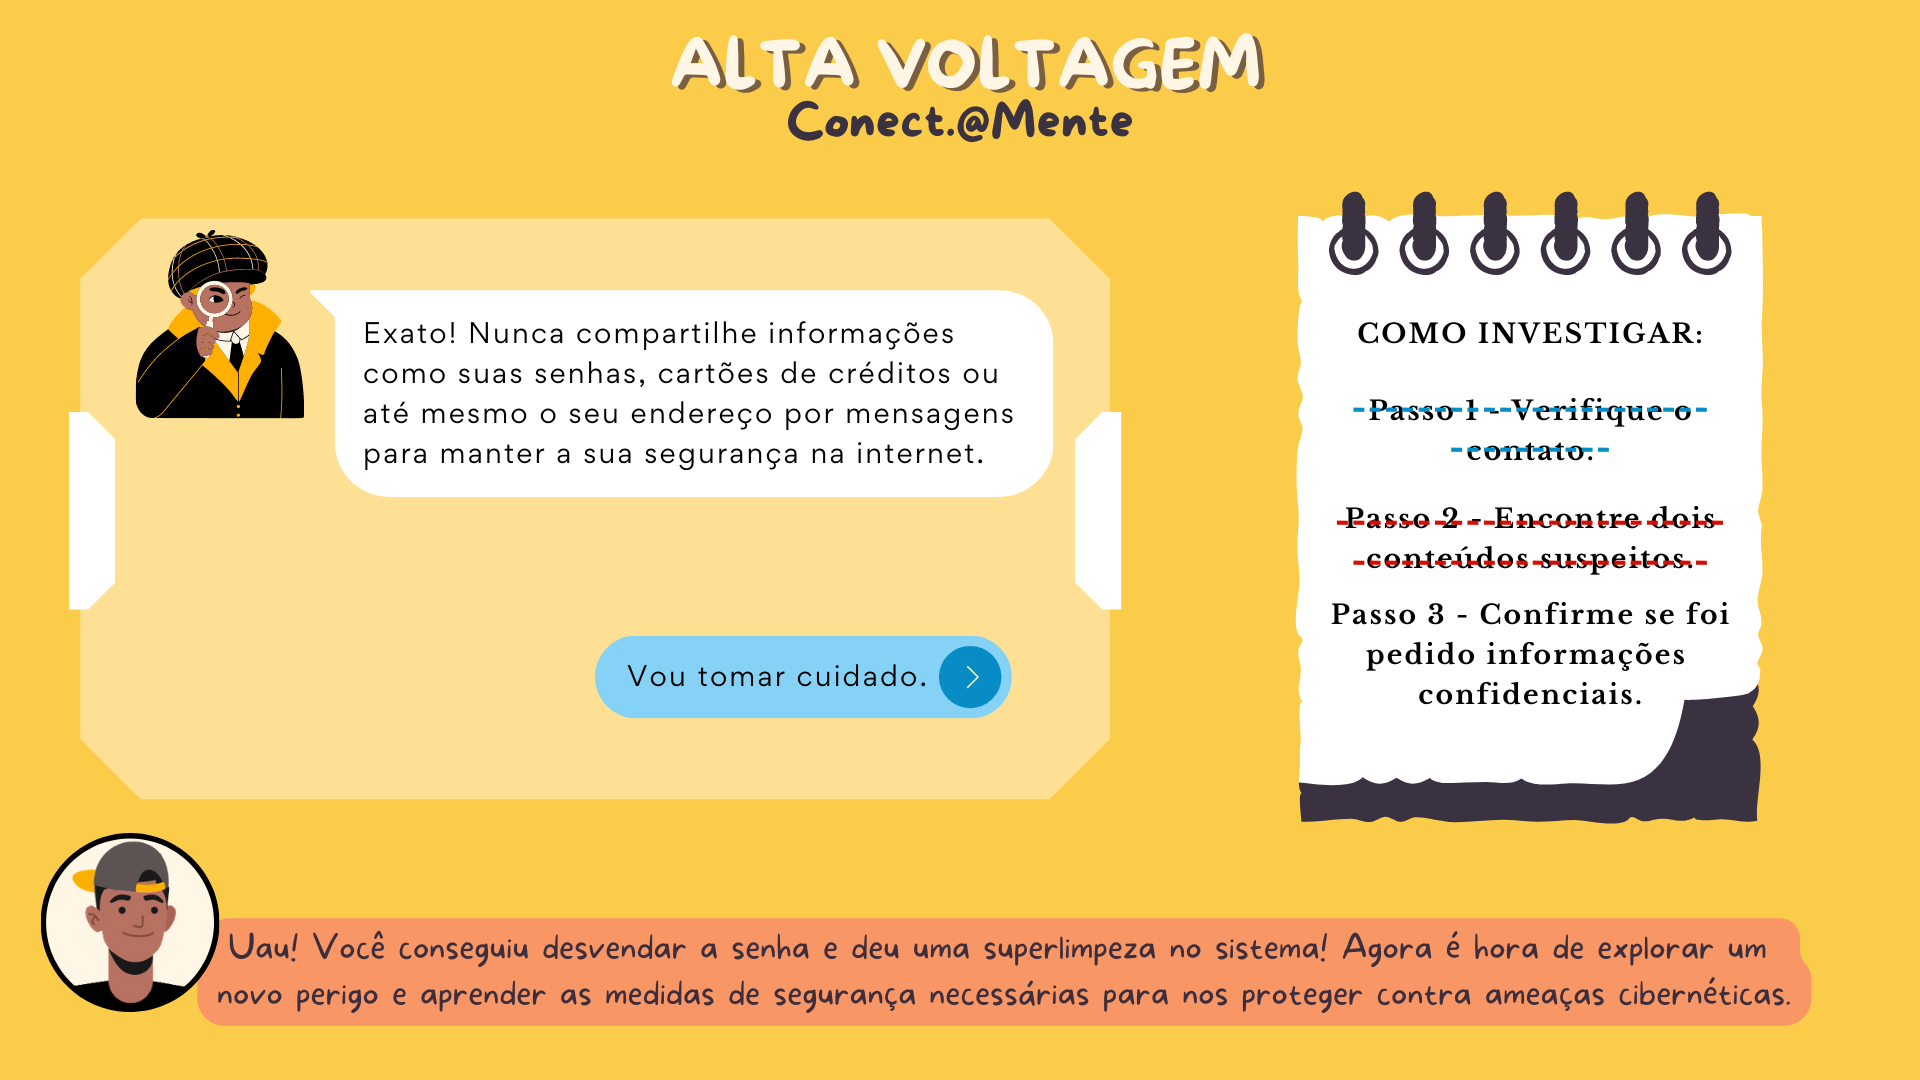 ALTA VOLTAGEM
Conect.@Mente
Exato! Nunca compartilhe informações
como suas senhas, cartões de créditos ou
até mesmo o seu endereço por mensagens
para manter a sua segurança na internet.
Vou tomar cuidado.
COMO INVESTIGAR:
Passo 1 - Verifique o
contato.
Passo 2 - Encontre dois
conteúdos suspeitos.
Passo 3 - Confirme se foi
pedido informações
confidenciais.
Uau! Você conseguiu desvendar a senha e deu uma superlimpeza no sistema! Agora é hora de explorar um
novo perigo e aprender as medidas de segurança necessárias para nos proteger contra ameaças cibernéticas.